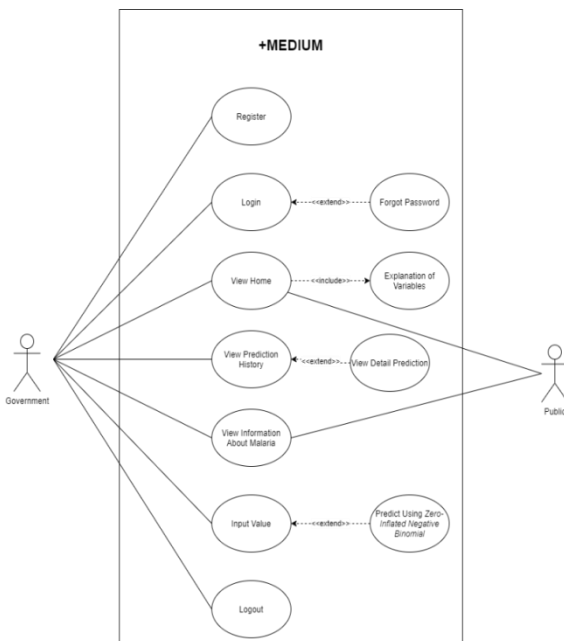 +MEDIUM
Register
Login
<<extend>>
Forgot Password
View Home
<<include>>
Explanation of
Variables
View Prediction
History
<<extend>>
View Detail Prediction
Government
Public
View Information
About Malaria
Input Value
<<extend>>
Predict Using Zero-
Inflated Negative
Binomial
Logout